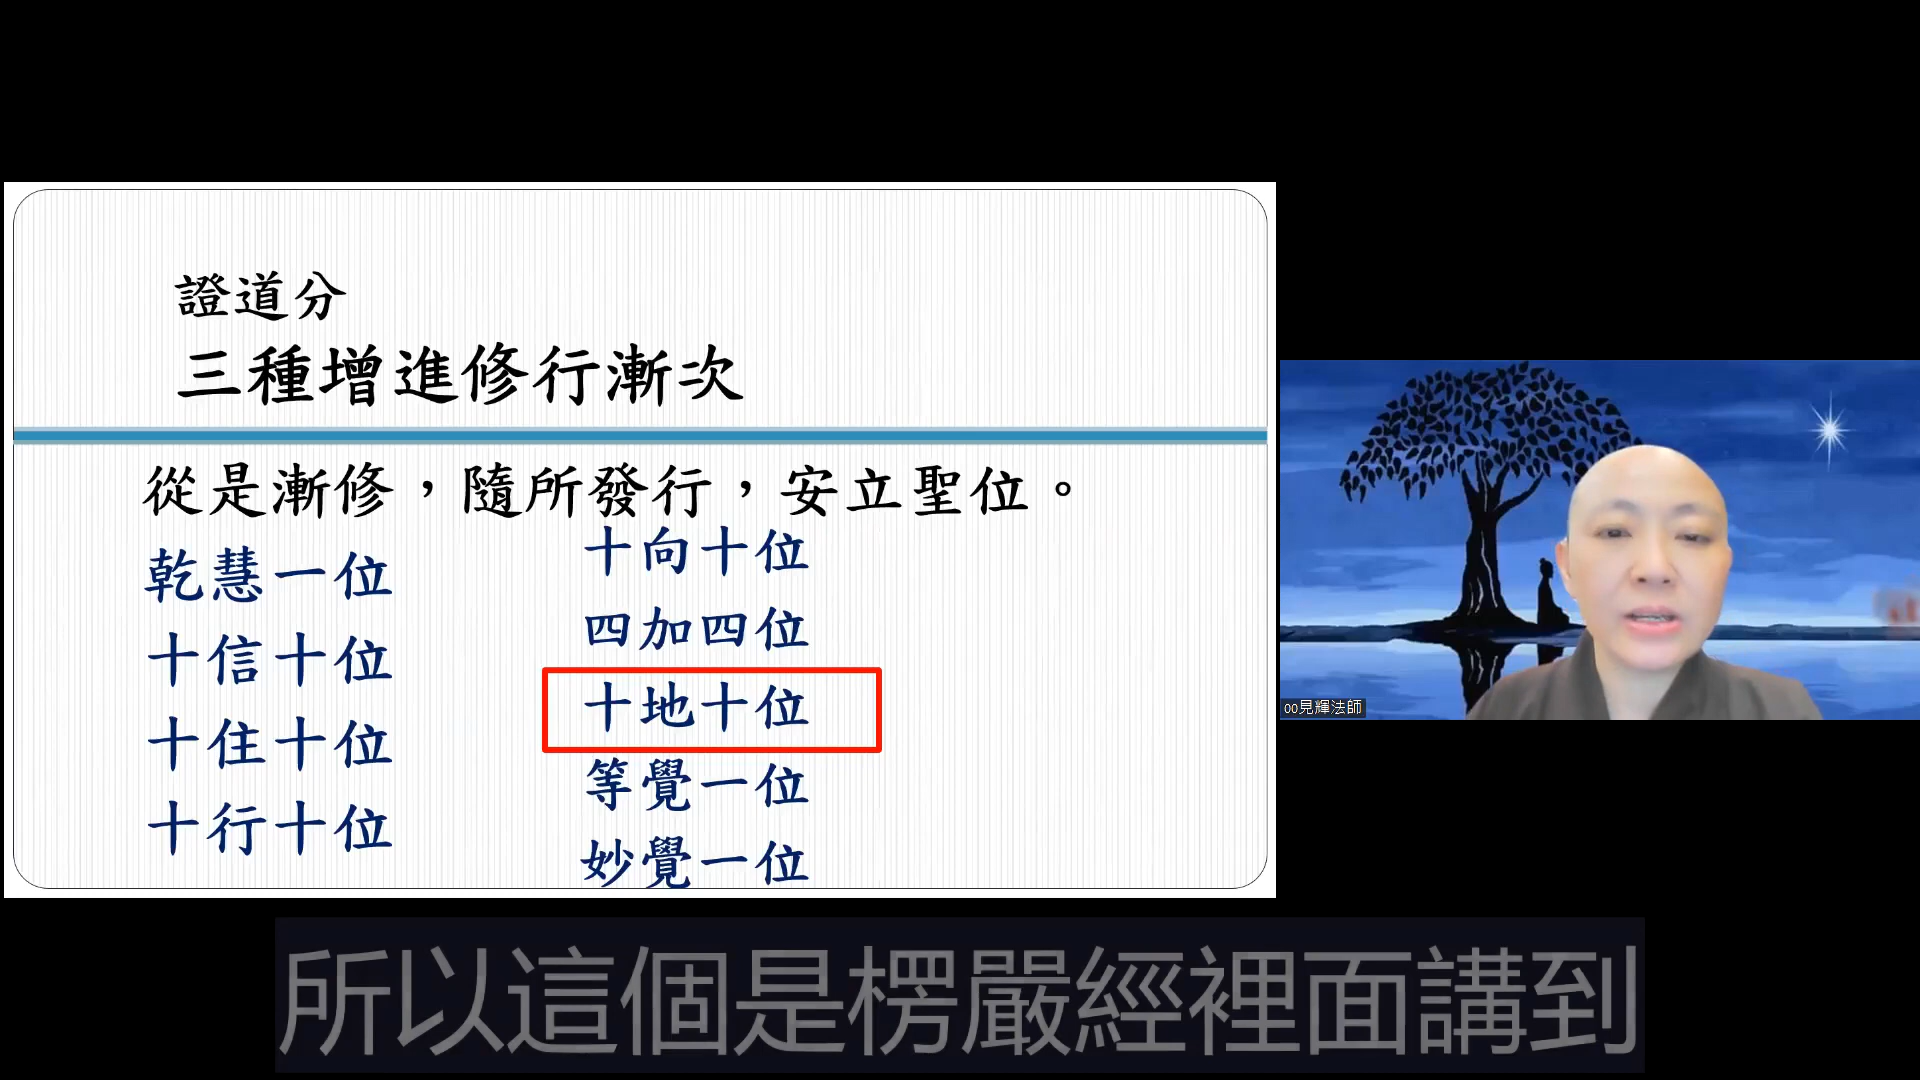 證道分
三種增進修行漸次
從是漸修，隨所發行，安立聖位。
乾慧一位
十信十位
十住十位
十行十位
十向十位
四加四位
十地十位
等覺一位
妙覺一位
oo見輝法師
所以這個是楞嚴經裡面講到